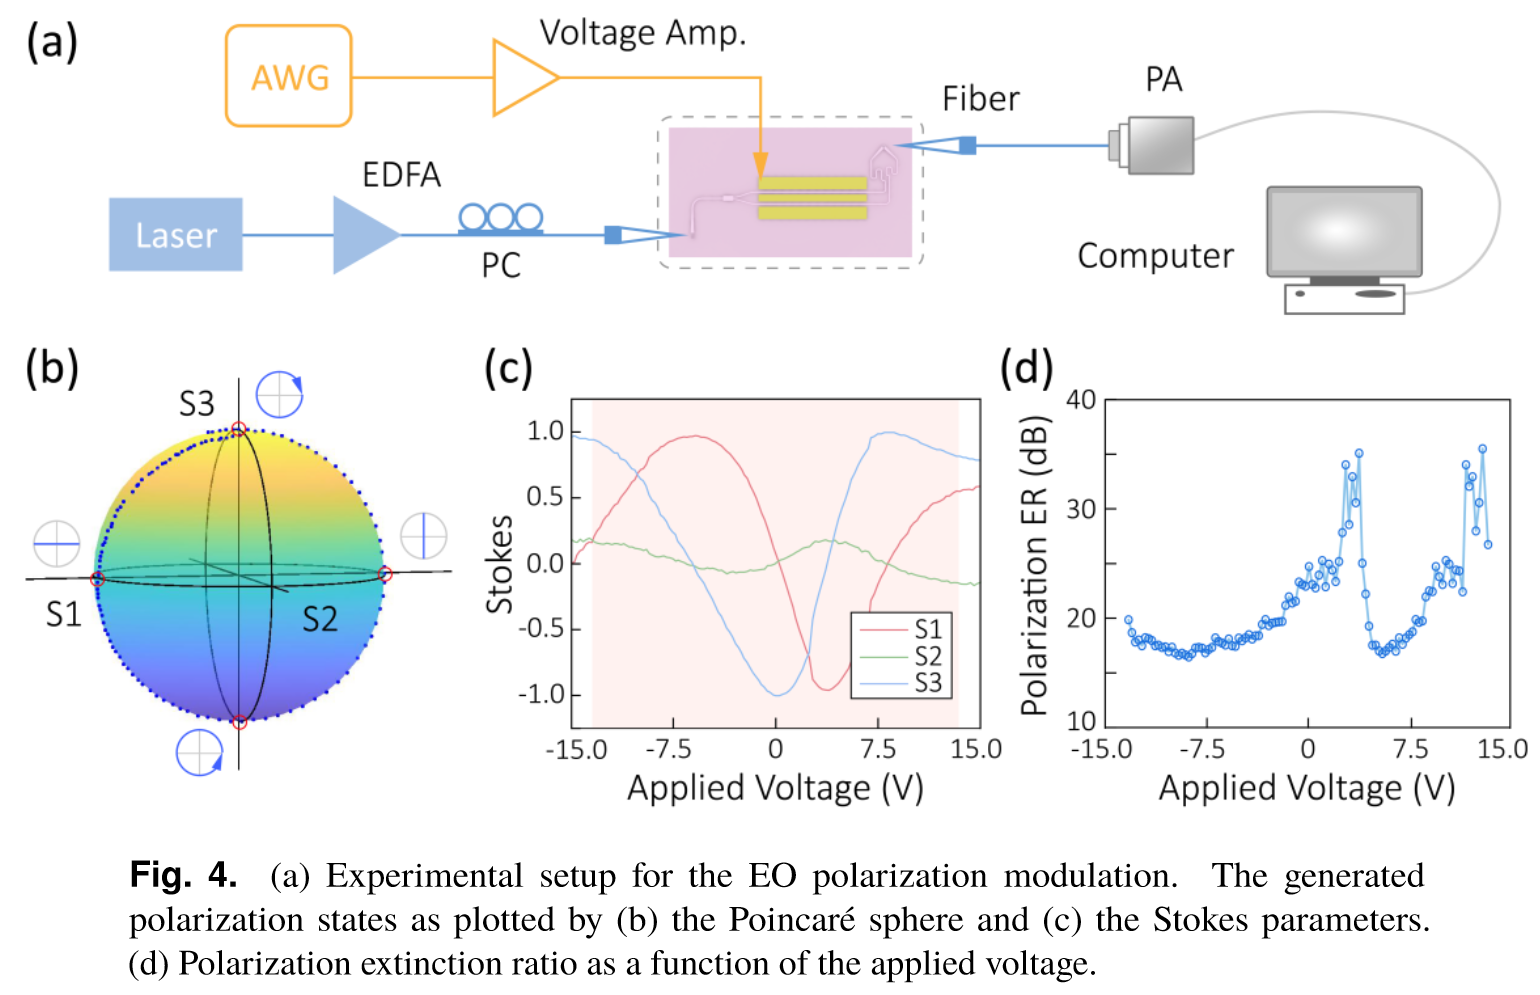 (a)
Voltage Amp.
AWG
PA
Fiber
EDFA
Laser
PC
Computer
(b)
S3
S1
S2
(c)
1.0
0.5
0.0
-0.5
-1.0
Stokes
S1
S2
S3
-15.0 -7.5 0 7.5 15.0
Applied Voltage (V)
(d)
40
30
20
10
Polarization ER (dB)
-15.0 -7.5 0 7.5 15.0
Applied Voltage (V)
Fig. 4. (a) Experimental setup for the EO polarization modulation. The generated
polarization states as plotted by (b) the Poincaré sphere and (c) the Stokes parameters.
(d) Polarization extinction ratio as a function of the applied voltage.